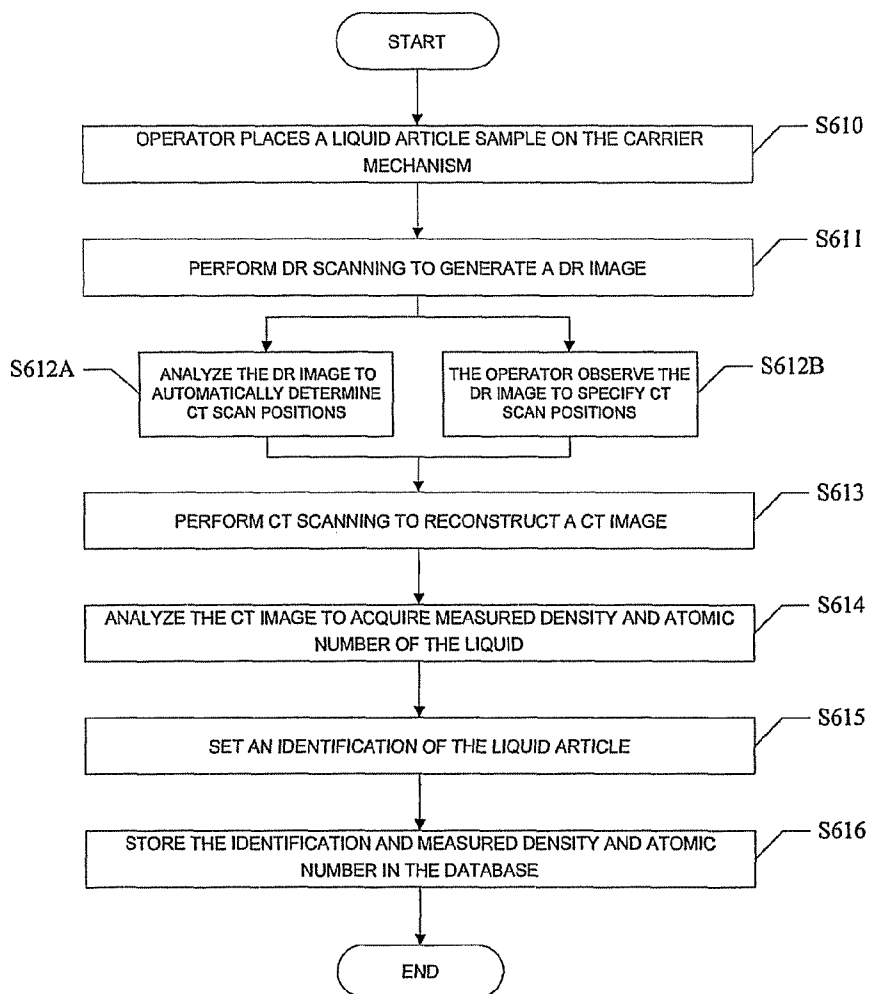 START
OPERATOR PLACES A LIQUID ARTICLE SAMPLE ON THE CARRIER
MECHANISM
S610
PERFORM DR SCANNING TO GENERATE A DR IMAGE
S611
S612A
ANALYZE THE DR IMAGE TO
AUTOMATICALLY DETERMINE
CT SCAN POSITIONS
THE OPERATOR OBSERVE THE
DR IMAGE TO SPECIFY CT
SCAN POSITIONS
S612B
PERFORM CT SCANNING TO RECONSTRUCT A CT IMAGE
S613
ANALYZE THE CT IMAGE TO ACQUIRE MEASURED DENSITY AND ATOMIC
NUMBER OF THE LIQUID
S614
SET AN IDENTIFICATION OF THE LIQUID ARTICLE
S615
STORE THE IDENTIFICATION AND MEASURED DENSITY AND ATOMIC
NUMBER IN THE DATABASE
S616
END